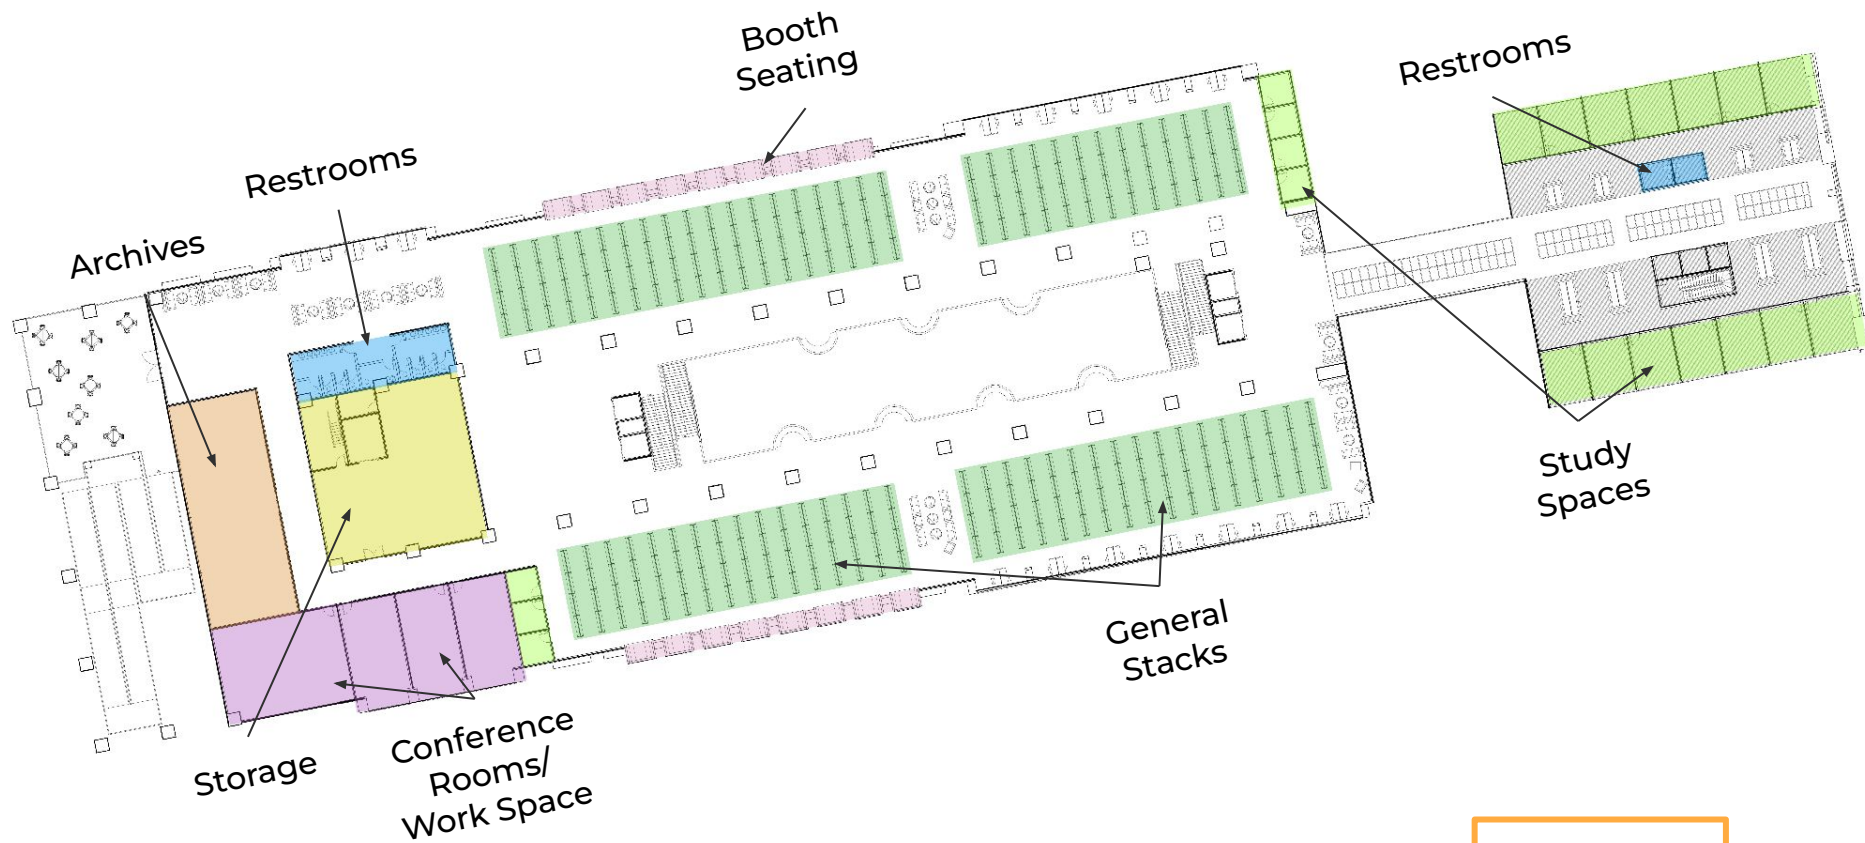 Booth
Seating
Restrooms
Restrooms
Archives
Study
Spaces
General
Stacks
Conference
Rooms/
Work Space
Storage